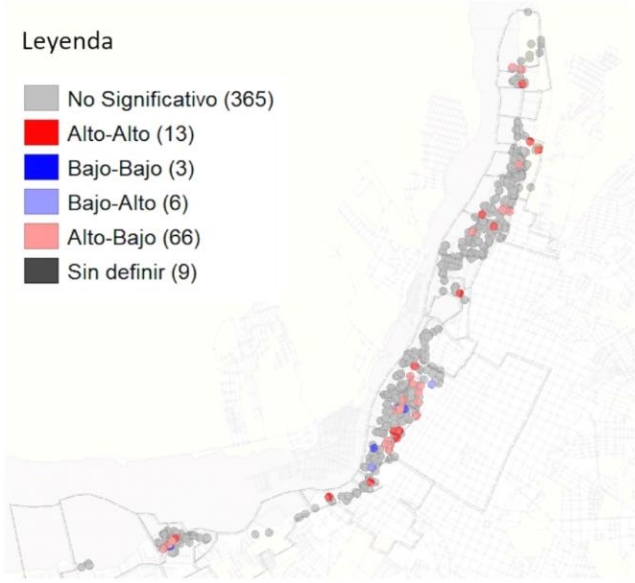 Leyenda
No Significativo (365)
Alto-Alto (13)
Bajo-Bajo (3)
Bajo-Alto (6)
Alto-Bajo (66)
Sin definir (9)